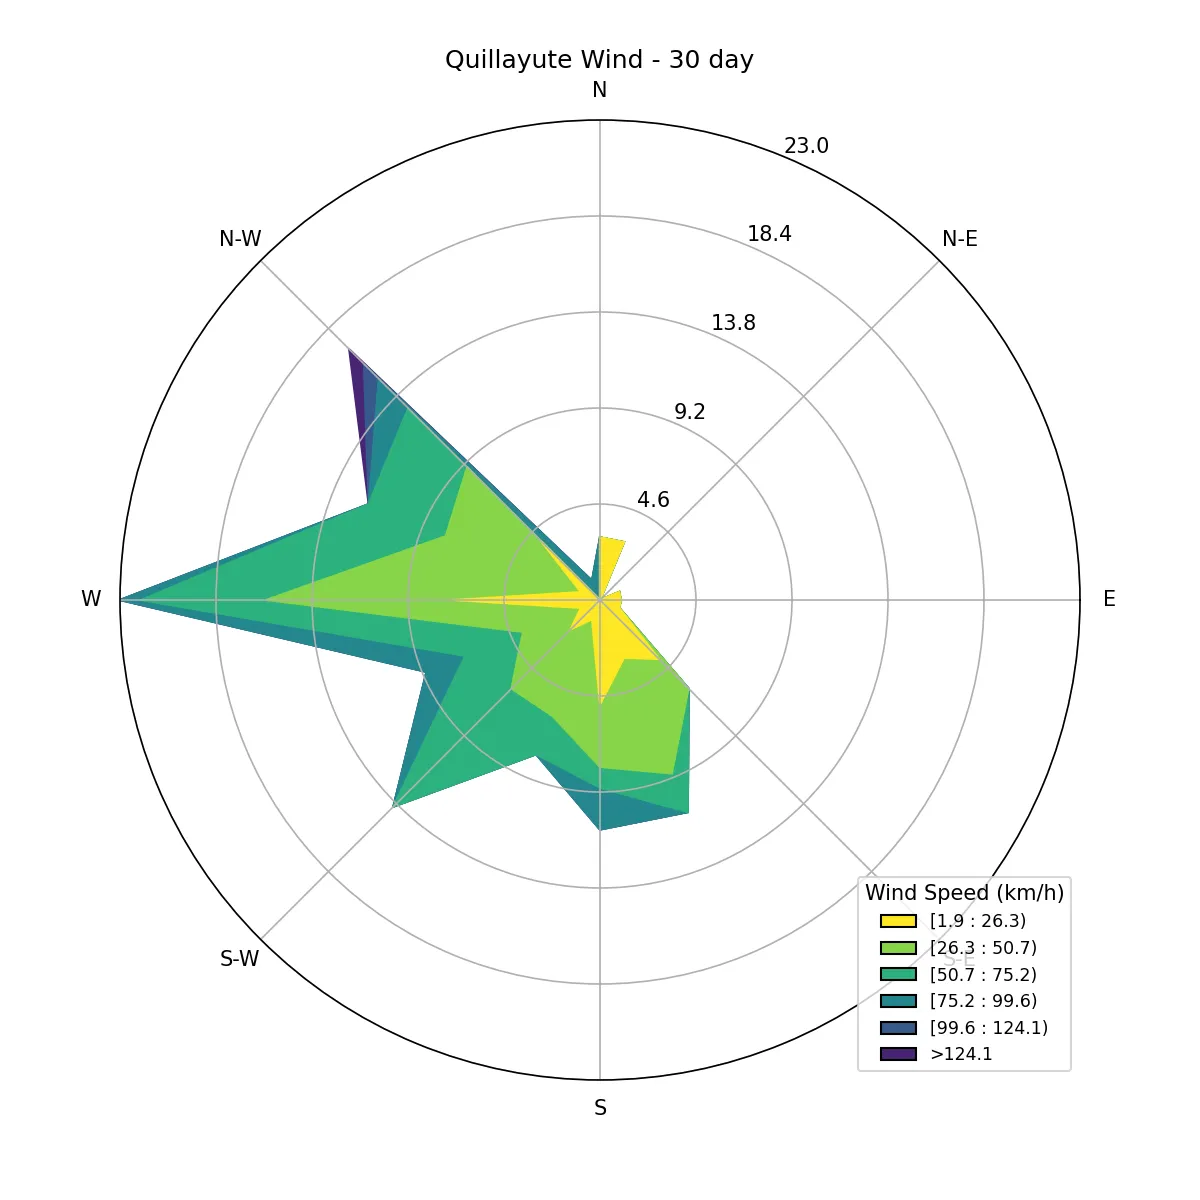 Quillayute Wind - 30 day
N
23.0
18.4
N-W
N-E
13.8
9.2
4.6
W
E
Wind Speed (km/h)
[1.9 : 26.3)
[26.3 : 50.7)
S-W
S-E
[50.7 : 75.2)
[75.2 : 99.6)
[99.6 : 124.1)
>124.1
S